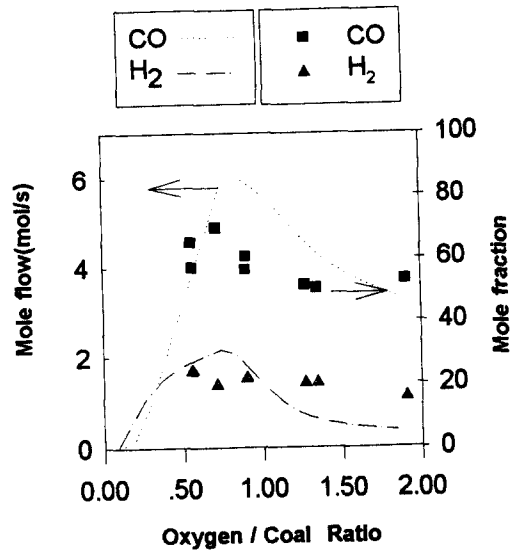 CO
H2
CO
H2
Mole flow(mol/s)
6
4
2
0
100
80
60
40
20
0
Mole fraction
0.00 .50 1.00 1.50 2.00
Oxygen / Coal Ratio